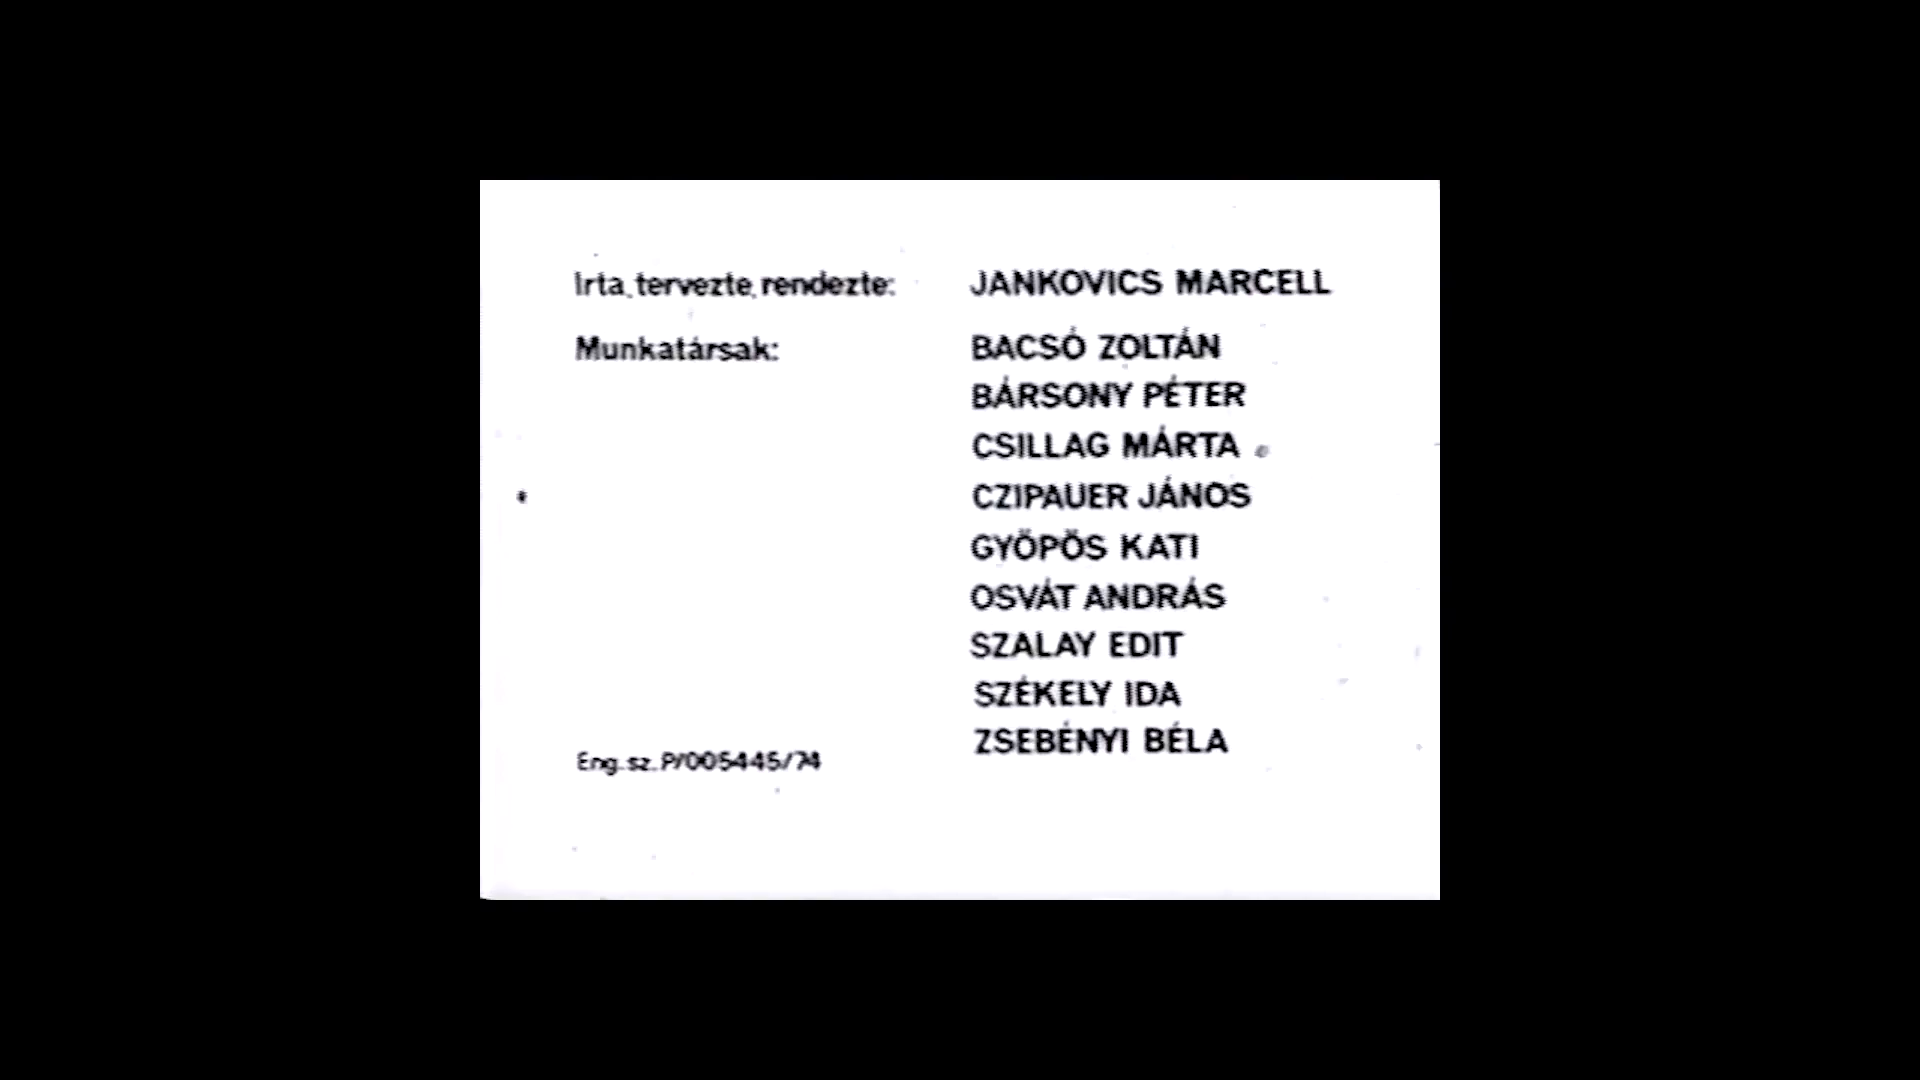 Irta, tervezte, rendezte: JANKOVICS MARCELL
Munkatársak: BACSÓ ZOLTÁN
BÁRSONY PÉTER
CSILLAG MÁRTA
CZIPAUER JÁNOS
GYÖPÖS KATI
OSVÁT ANDRÁS
SZALAY EDIT
SZÉKELY IDA
ZSEBÉNYI BÉLA
Eng. sz. P/005445/74